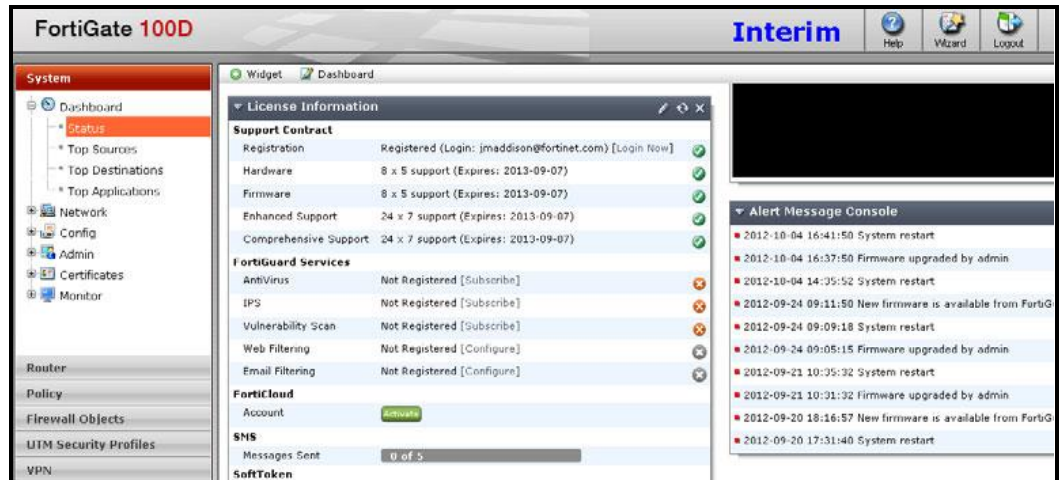 FortiGate 100D
Interim
Help
Wizard
Logout
System
Dashboard
Status
Top Sources
Top Destinations
Top Applications
Network
Config
Admin
Certificates
Monitor
Router
Policy
Firewall Objects
UTM Security Profiles
VPN
Widget Dashboard
License Information
Support Contract
Registration Registered (Login: jmaddison@fortinet.com) [Login Now]
Hardware 8 x 5 support (Expires: 2013-09-07)
Firmware 8 x 5 support (Expires: 2013-09-07)
Enhanced Support 24 x 7 support (Expires: 2013-09-07)
Comprehensive Support 24 x 7 support (Expires: 2013-09-07)
FortiGuard Services
AntiVirus Not Registered [Subscribe]
IPS Not Registered [Subscribe]
Vulnerability Scan Not Registered [Subscribe]
Web Filtering Not Registered [Configure]
Email Filtering Not Registered [Configure]
FortiCloud
Account Activate
SMS
Messages Sent 0 of 5
SoftToken
Alert Message Console
2012-10-04 16:41:50 System restart
2012-10-04 16:37:50 Firmware upgraded by admin
2012-10-04 14:35:52 System restart
2012-09-24 09:11:50 New firmware is available from FortiG
2012-09-24 09:09:18 System restart
2012-09-24 09:05:15 Firmware upgraded by admin
2012-09-21 10:35:32 System restart
2012-09-21 10:31:32 Firmware upgraded by admin
2012-09-20 18:16:57 New firmware is available from FortiG
2012-09-20 17:31:40 System restart